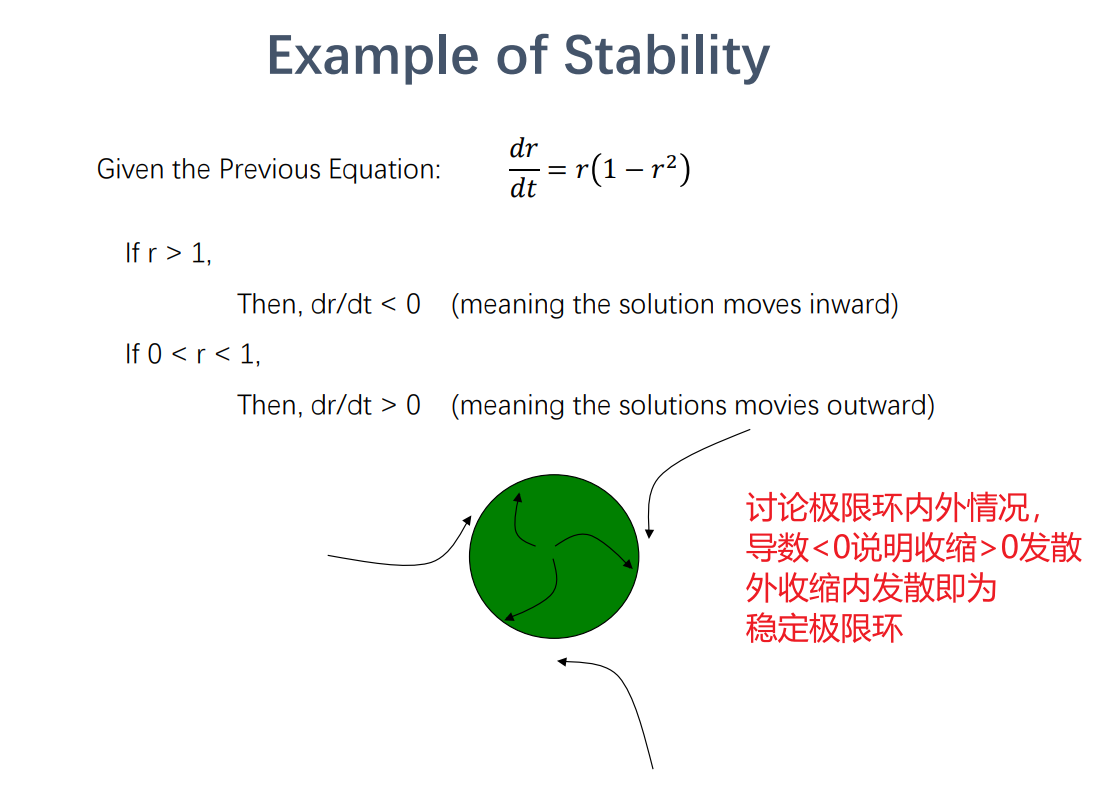 Example of Stability
Given the Previous Equation: dr/dt = r(1 − r²)
If r > 1,
Then, dr/dt < 0 (meaning the solution moves inward)
If 0 < r < 1,
Then, dr/dt > 0 (meaning the solutions movies outward)
讨论极限环内外情况，
导数<0说明收缩>0发散
外收缩内发散即为
稳定极限环